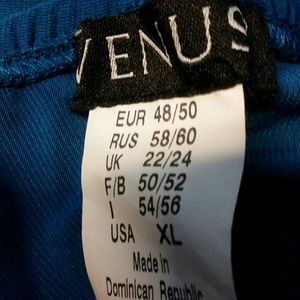 VENUS
EUR 48/50
RUS 58/60
UK 22/24
F/B 50/52
I 54/56
USA XL
Made in
Dominican Republic